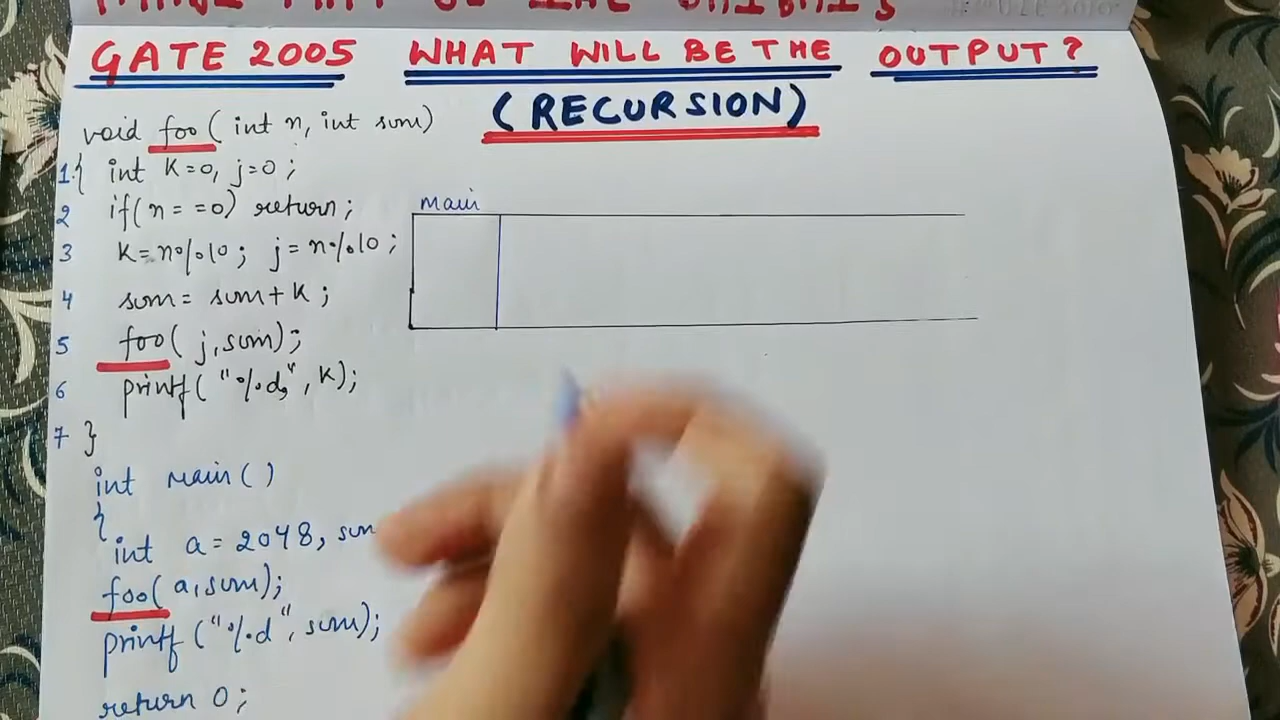 GATE 2005 WHAT WILL BE THE OUTPUT?
(RECURSION)
void foo(int n, int sum)
1.{ int K=0, j=0;
2 if(n==0) return;
3 K=n%10; j=n%10;
4 sum= sum+K;
5 foo(j,sum);
6 printf("%d,", K);
7 }
int main()
{
int a=2048, sum
foo(a,sum);
printf("%d", sum);
return 0;
main